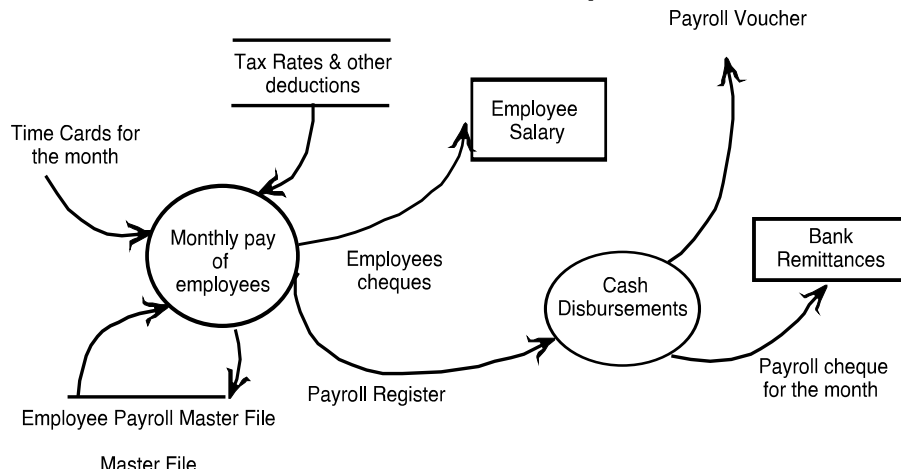 Payroll Voucher
Tax Rates & other
deductions
Employee
Salary
Time Cards for
the month
Monthly pay
of
employees
Employees
cheques
Bank
Remittances
Cash
Disbursements
Payroll cheque
for the month
Payroll Register
Employee Payroll Master File
Master File